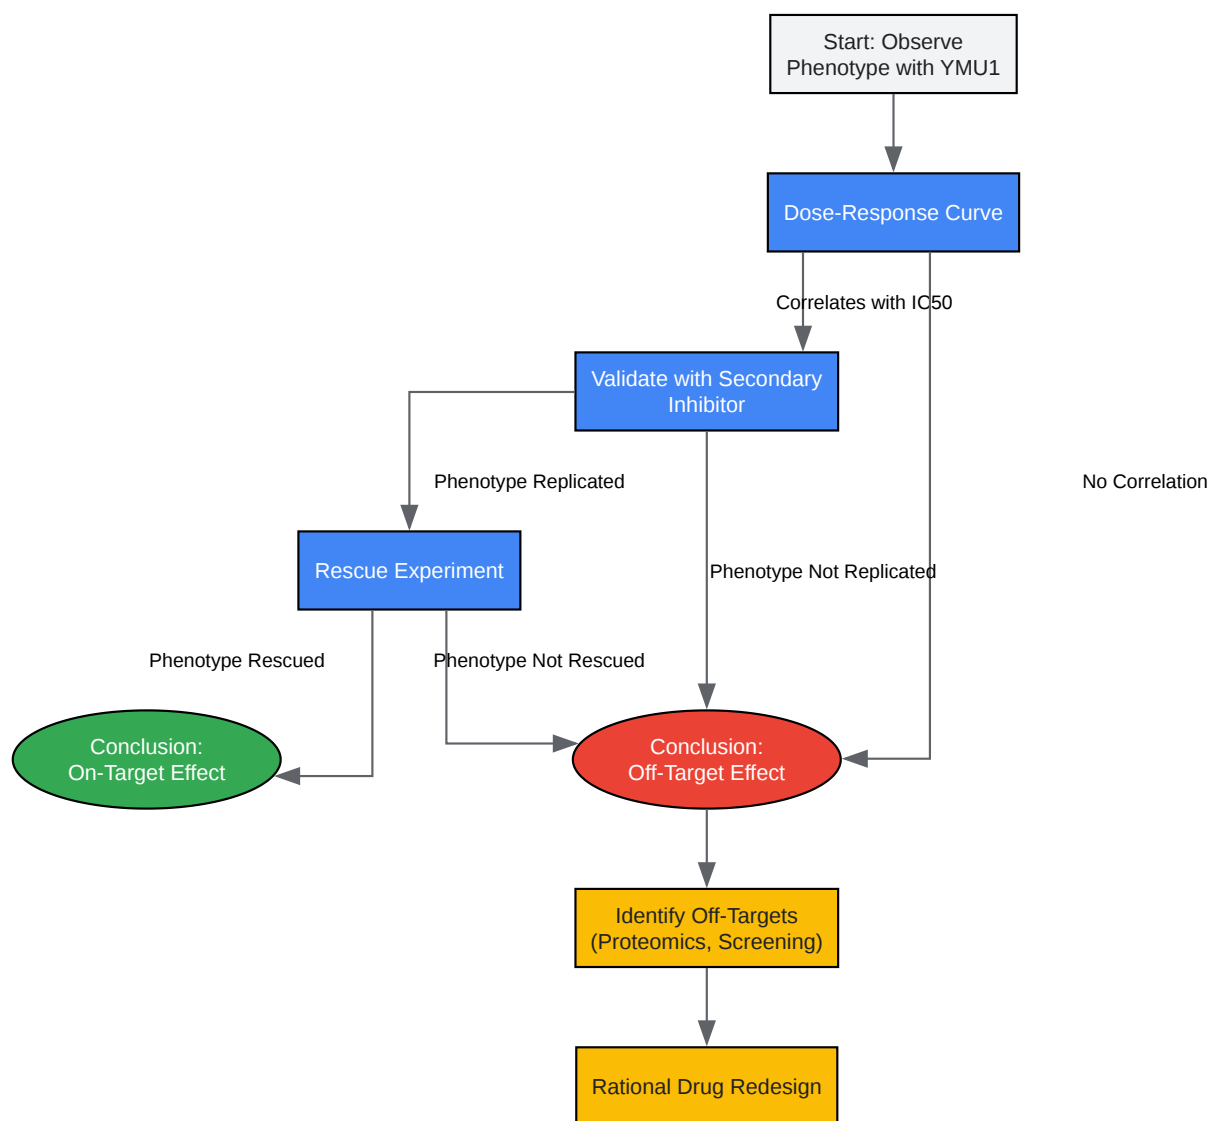 Start: Observe
Phenotype with YMU1
Dose-Response Curve
Correlates with IC50
Validate with Secondary
Inhibitor
Phenotype Replicated
No Correlation
Rescue Experiment
Phenotype Not Replicated
Phenotype Rescued
Phenotype Not Rescued
Conclusion:
On-Target Effect
Conclusion:
Off-Target Effect
Identify Off-Targets
(Proteomics, Screening)
Rational Drug Redesign